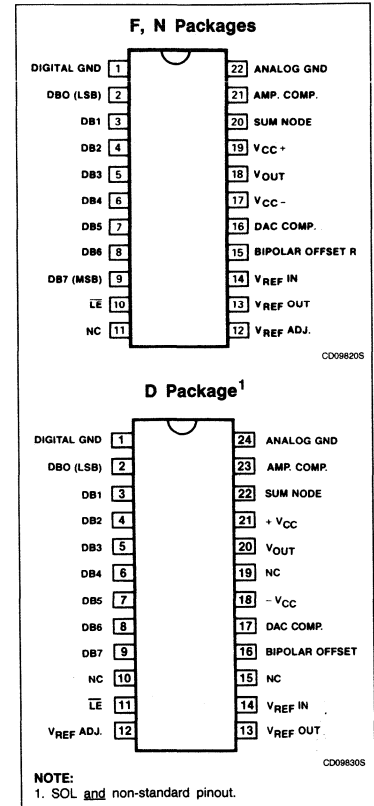 F, N Packages
DIGITAL GND 1 22 ANALOG GND
DBO (LSB) 2 21 AMP. COMP.
DB1 3 20 SUM NODE
DB2 4 19 VCC +
DB3 5 18 VOUT
DB4 6 17 VCC −
DB5 7 16 DAC COMP.
DB6 8 15 BIPOLAR OFFSET R
DB7 (MSB) 9 14 VREF IN
LE 10 13 VREF OUT
NC 11 12 VREF ADJ.
CD09820S
D Package1
DIGITAL GND 1 24 ANALOG GND
DBO (LSB) 2 23 AMP. COMP.
DB1 3 22 SUM NODE
DB2 4 21 + VCC
DB3 5 20 VOUT
DB4 6 19 NC
DB5 7 18 − VCC
DB6 8 17 DAC COMP.
DB7 9 16 BIPOLAR OFFSET
NC 10 15 NC
LE 11 14 VREF IN
VREF ADJ. 12 13 VREF OUT
CD09830S
NOTE:
1. SOL and non-standard pinout.